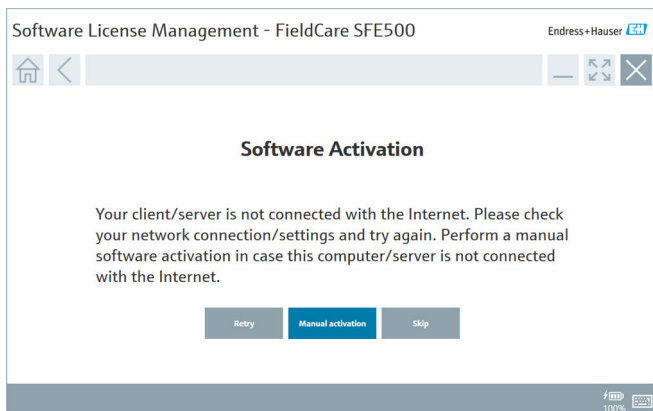 Software License Management - FieldCare SFE500
Endress+Hauser EH
Software Activation
Your client/server is not connected with the Internet. Please check
your network connection/settings and try again. Perform a manual
software activation in case this computer/server is not connected
with the Internet.
Retry Manual activation Skip
100%